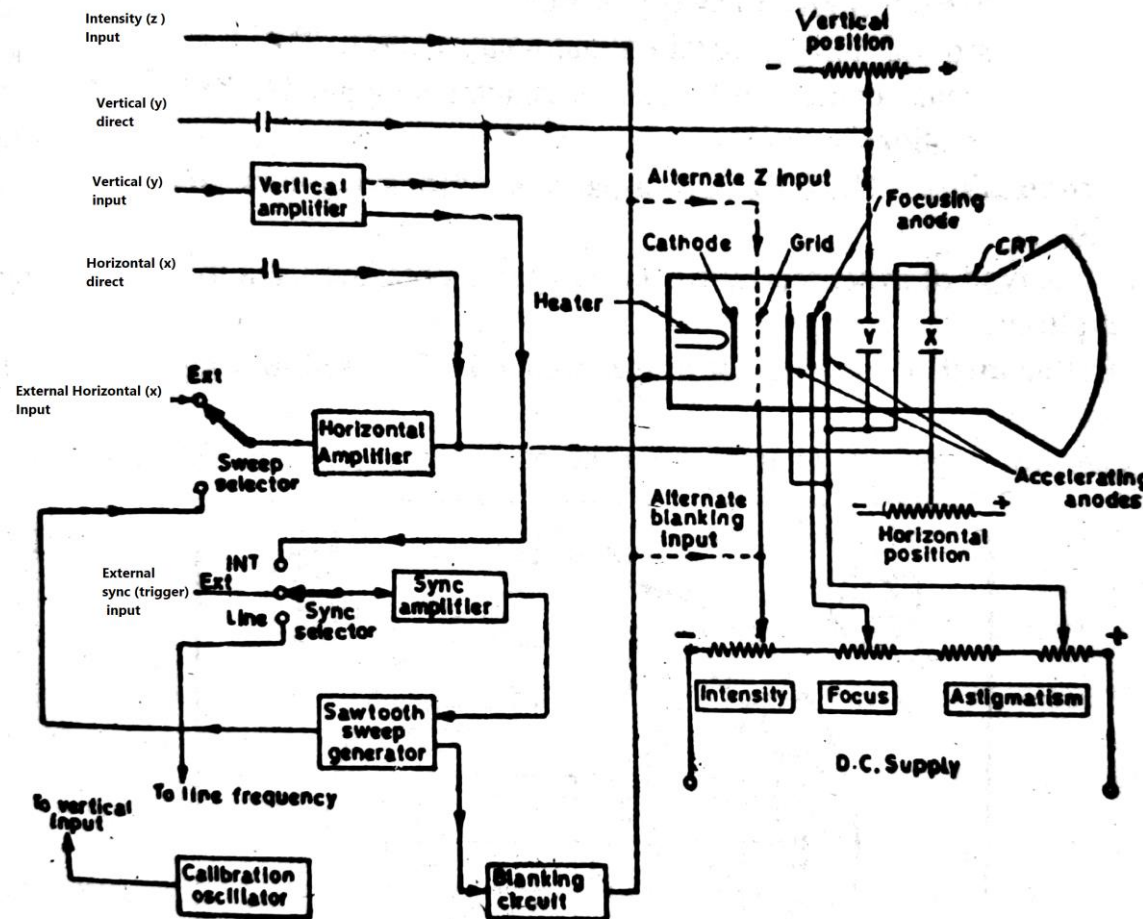 Intensity (z )
Input
Vertical
position
-
+
Vertical (y)
direct
Vertical (y)
input
Vertical
amplifier
Alternate Z input
Focusing
anode
Cathode
Grid
CRT
Horizontal (x)
direct
Heater
Y
X
External Horizontal (x)
Input
Ext
Horizontal
Amplifier
Sweep
selector
Accelerating
anodes
Alternate
blanking
input
-
+
Horizontal
position
INT
External
sync (trigger)
input
Ext
Line
Sync
selector
Sync
amplifier
-
+
Intensity
Focus
Astigmatism
Sawtooth
sweep
generator
D.C. Supply
To line frequency
To vertical
input
Calibration
oscillator
Blanking
circuit